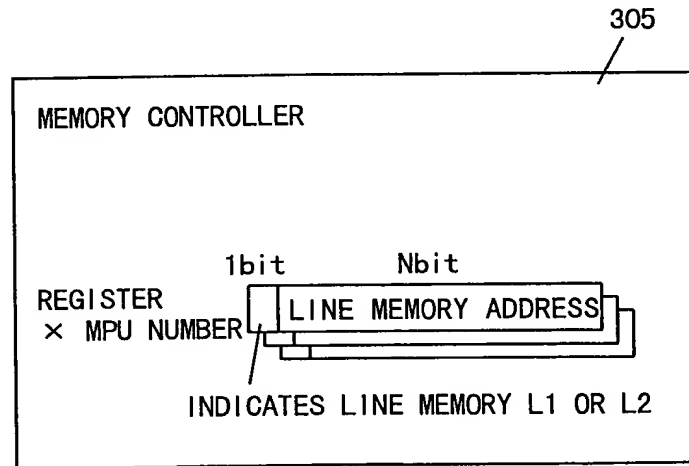 305
MEMORY CONTROLLER
1bit Nbit
REGISTER
× MPU NUMBER
LINE MEMORY ADDRESS
INDICATES LINE MEMORY L1 OR L2